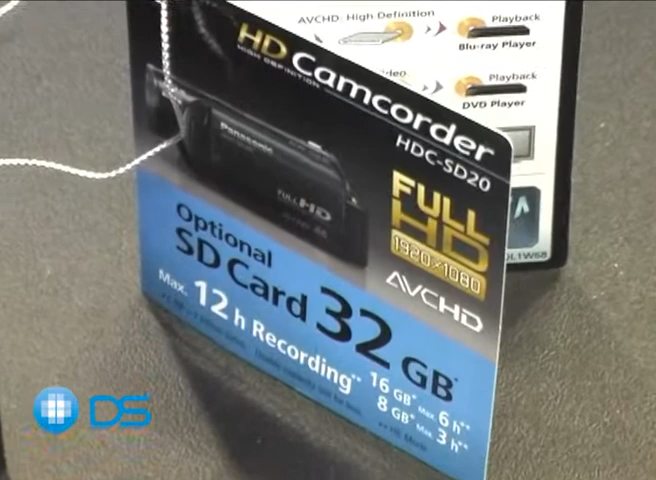 AVCHD: High Definition
Playback
Blu-ray Player
Playback
DVD Player
HD Camcorder
HIGH DEFINITION
HDC-SD20
Panasonic
FULL HD
FULL
HD
1920×1080
AVCHD
Optional
SD Card 32 GB*
Max. 12 h Recording**
16 GB* Max 6 h**
8 GB* Max 3 h**
DS